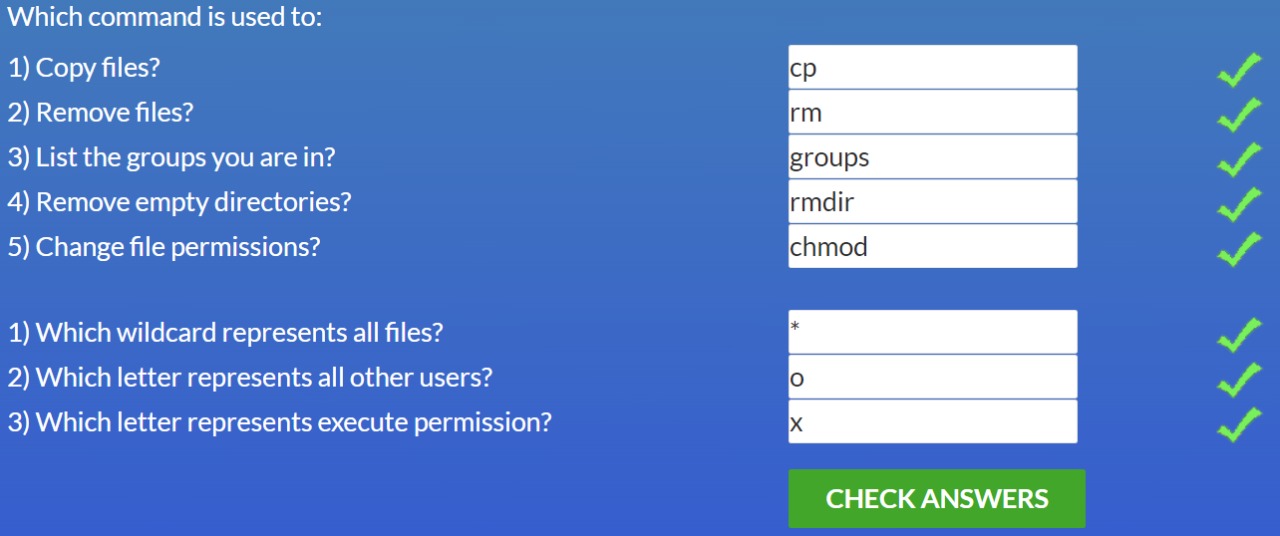 Which command is used to:
1) Copy files? cp
2) Remove files? rm
3) List the groups you are in? groups
4) Remove empty directories? rmdir
5) Change file permissions? chmod
1) Which wildcard represents all files? *
2) Which letter represents all other users? o
3) Which letter represents execute permission? x
CHECK ANSWERS